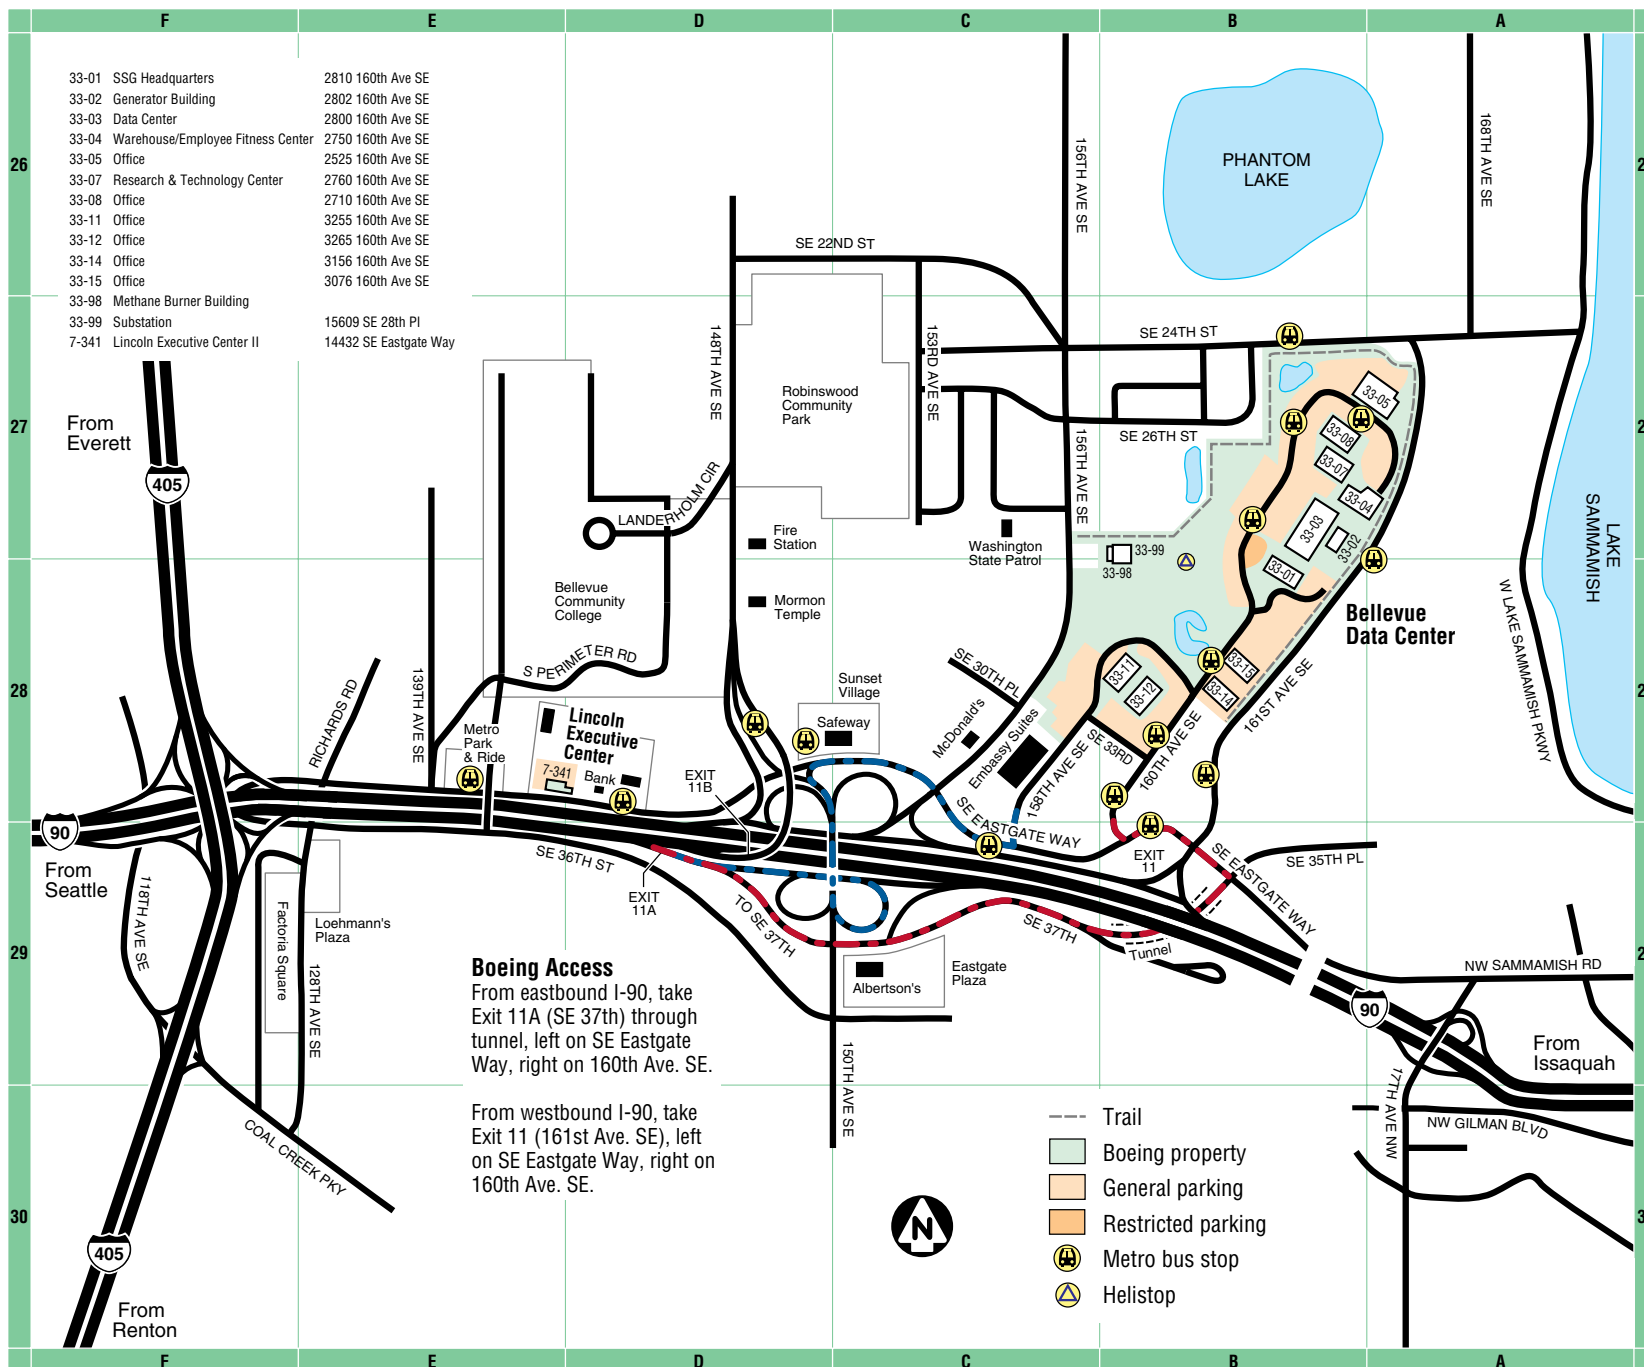 F E D C B A
33-01 SSG Headquarters 2810 160th Ave SE
33-02 Generator Building 2802 160th Ave SE
33-03 Data Center 2800 160th Ave SE
33-04 Warehouse/Employee Fitness Center 2750 160th Ave SE
33-05 Office 2525 160th Ave SE
33-07 Research & Technology Center 2760 160th Ave SE
33-08 Office 2710 160th Ave SE
33-11 Office 3255 160th Ave SE
33-12 Office 3265 160th Ave SE
33-14 Office 3156 160th Ave SE
33-15 Office 3076 160th Ave SE
33-98 Methane Burner Building
33-99 Substation 15609 SE 28th Pl
7-341 Lincoln Executive Center II 14432 SE Eastgate Way
26
2
PHANTOM
LAKE
156TH AVE SE
168TH AVE SE
SE 22ND ST
SE 24TH ST
148TH AVE SE
153RD AVE SE
Robinswood
Community
Park
27
2
From
Everett
405
SE 26TH ST
156TH AVE SE
33-05
33-08
33-07
33-04
33-03
33-02
33-01
LANDERHOLM CIR
Fire
Station
Washington
State Patrol
33-99
33-98
LAKE
SAMMAMISH
Bellevue
Community
College
Mormon
Temple
Bellevue
Data Center
W LAKE SAMMAMISH PKWY
28
2
S PERIMETER RD
139TH AVE SE
RICHARDS RD
SE 30TH PL
33-11
33-12
33-15
33-14
161ST AVE SE
Sunset
Village
Safeway
McDonald's
Embassy Suites
Lincoln
Executive
Center
Metro
Park
& Ride
7-341
Bank
EXIT
11B
158TH AVE SE
SE 33RD
160TH AVE SE
SE EASTGATE WAY
90
From
Seattle
SE 36TH ST
EXIT
11A
EXIT
11
SE EASTGATE WAY
SE 35TH PL
118TH AVE SE
Factoria Square
Loehmann's
Plaza
128TH AVE SE
TO SE 37TH
SE 37TH
Tunnel
29
2
Albertson's
Eastgate
Plaza
NW SAMMAMISH RD
90
From
Issaquah
Boeing Access
From eastbound I-90, take
Exit 11A (SE 37th) through
tunnel, left on SE Eastgate
Way, right on 160th Ave. SE.
From westbound I-90, take
Exit 11 (161st Ave. SE), left
on SE Eastgate Way, right on
160th Ave. SE.
150TH AVE SE
17TH AVE NW
NW GILMAN BLVD
COAL CREEK PKY
Trail
Boeing property
General parking
Restricted parking
Metro bus stop
Helistop
N
30
3
405
From
Renton
F E D C B A